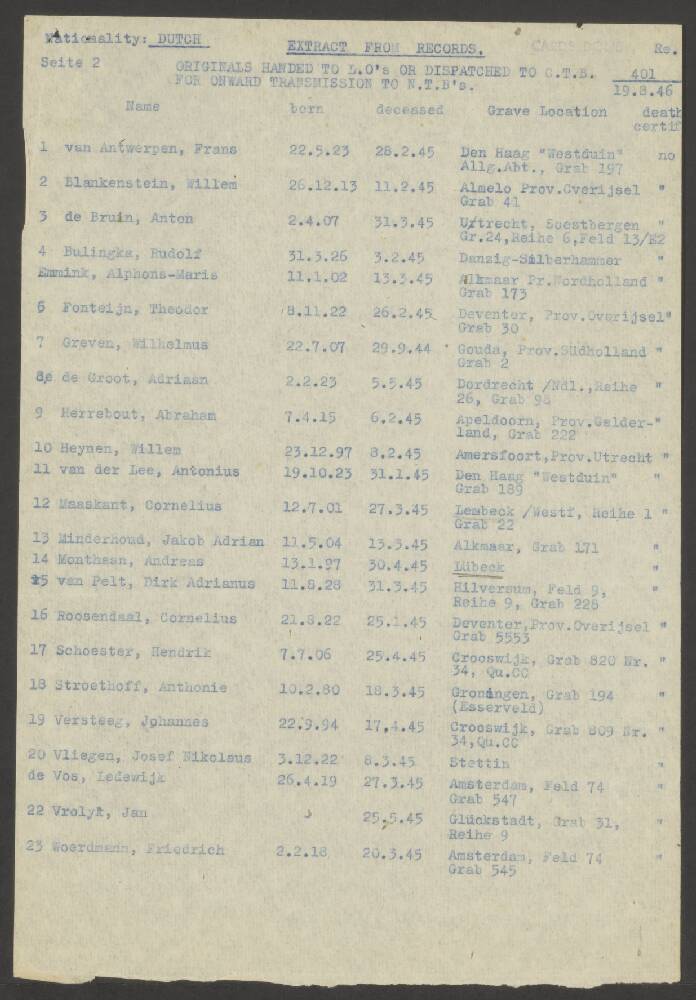 Nationality: DUTCH
EXTRACT FROM RECORDS.
Re.
Seite 2
ORIGINALS HANDED TO L.O's OR DISPATCHED TO C.T.B.
FOR ONWARD TRANSMISSION TO N.T.B's.
401
19.8.46
Name born deceased Grave Location death
certif
1 van Antwerpen, Frans 22.5.23 28.2.45 Den Haag "Westduin" no
Allg.Abt., Grab 197
2 Blankenstein, Willem 26.12.13 11.2.45 Almelo Prov.Overijsel "
Grab 41
3 de Bruin, Anton 2.4.07 31.3.45 Uttrecht, Soestbergen "
Gr.24,Reihe 6,Feld 13/E2
4 Bulingka, Rudolf 31.3.26 3.2.45 Danzig-Silberhammer "
Emmink, Alphons-Maris 11.1.02 13.3.45 Alkmaar Pr.Nordholland "
Grab 173
6 Fonteijn, Theodor 8.11.22 26.2.45 Deventer, Prov.Overijsel"
Grab 30
7 Greven, Wilhelmus 22.7.07 29.9.44 Gouda, Prov.Südholland "
Grab 2
8 de Groot, Adriaan 2.2.23 5.5.45 Dordrecht /Ndl.,Reihe "
26, Grab 98
9 Herrebout, Abraham 7.4.15 6.2.45 Apeldoorn, Prov.Gelder-"
land, Grab 222
10 Heynen, Willem 23.12.97 8.2.45 Amersfoort,Prov.Utrecht "
11 van der Lee, Antonius 19.10.23 31.1.45 Den Haag "Westduin" "
Grab 189
12 Maaskant, Cornelius 12.7.01 27.3.45 Lembeck /Westf, Reihe 1 "
Grab 22
13 Minderhoud, Jakob Adrian 11.5.04 13.3.45 Alkmaar, Grab 171 "
14 Monthaan, Andreas 13.1.97 30.4.45 Lübeck "
15 van Pelt, Dirk Adrianus 11.8.28 31.3.45 Hilversum, Feld 9, "
Reihe 9, Grab 228
16 Roosendaal, Cornelius 21.8.22 25.1.45 Deventer,Prov.Overijsel "
Grab 5553
17 Schoester, Hendrik 7.7.06 25.4.45 Crooswijk, Grab 820 Nr. "
34, Qu.CC
18 Stroethoff, Anthonie 10.2.80 18.3.45 Groningen, Grab 194 "
(Esserveld)
19 Versteeg, Johannes 22.9.94 17.4.45 Crooswijk, Grab 809 Nr. "
34,Qu.CC
20 Vliegen, Josef Nikolaus 3.12.22 8.3.45 Stettin "
de Vos, Ledewijk 26.4.19 27.3.45 Amsterdam, Feld 74 "
Grab 547
22 Vrolyk, Jan 25.5.45 Glückstadt, Grab 31, "
Reihe 9
23 Woerdmann, Friedrich 2.2.18 20.3.45 Amsterdam, Feld 74 "
Grab 545